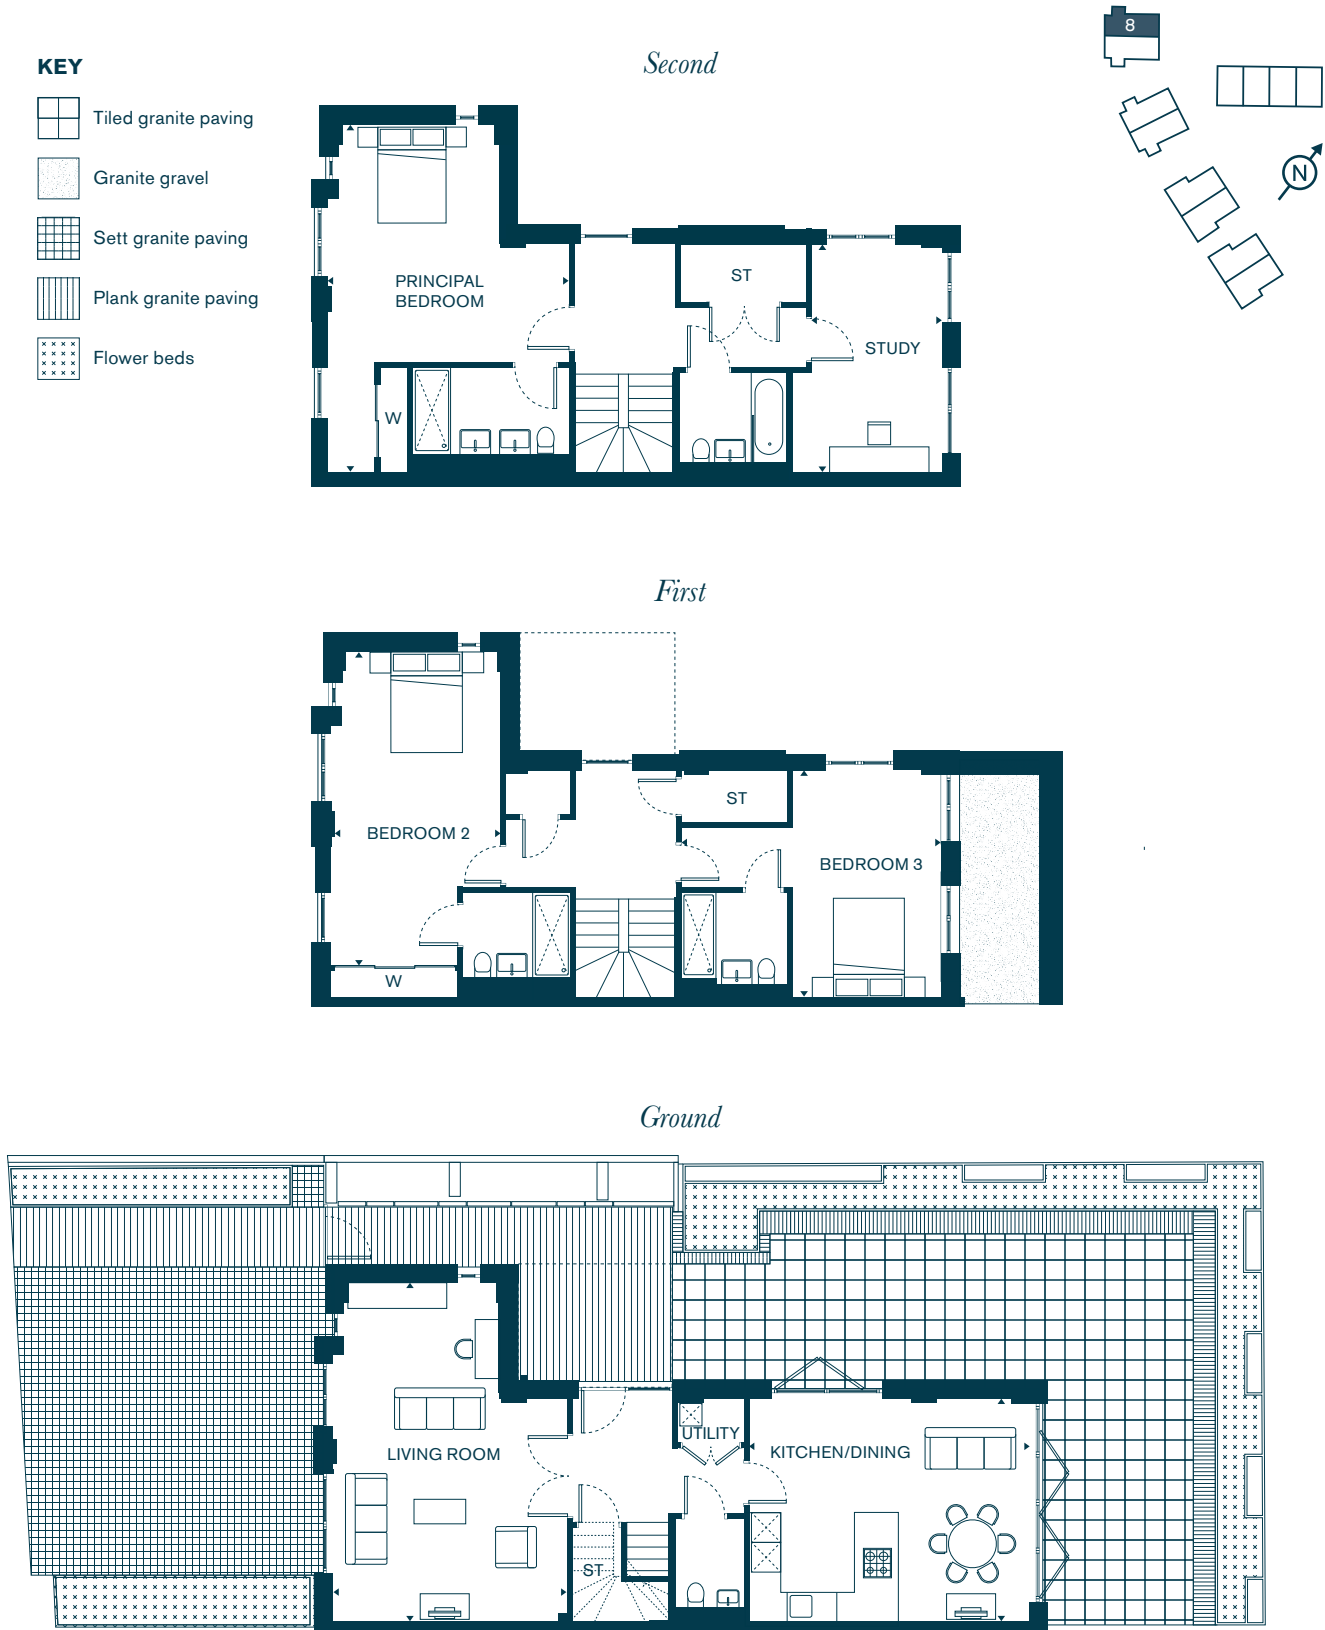 KEY
Tiled granite paving
Granite gravel
Sett granite paving
Plank granite paving
Flower beds
8
N
Second
PRINCIPAL
BEDROOM
ST
STUDY
W
First
BEDROOM 2
ST
BEDROOM 3
W
Ground
LIVING ROOM
UTILITY
KITCHEN/DINING
ST